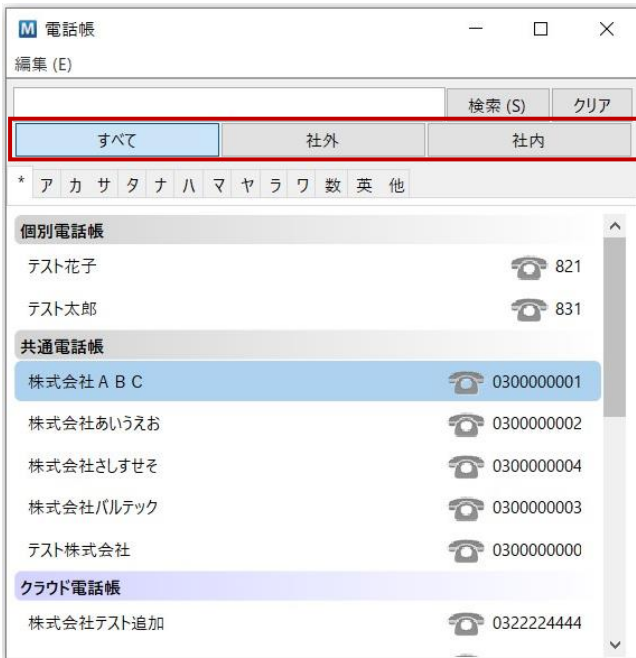 M 電話帳
編集 (E)
検索 (S) クリア
すべて 社外 社内
* ア カ サ タ ナ ハ マ ヤ ラ ワ 数 英 他
個別電話帳
テスト花子 821
テスト太郎 831
共通電話帳
株式会社ＡＢＣ 0300000001
株式会社あいうえお 0300000002
株式会社さしすせそ 0300000004
株式会社バルテック 0300000003
テスト株式会社 0300000000
クラウド電話帳
株式会社テスト追加 0322224444